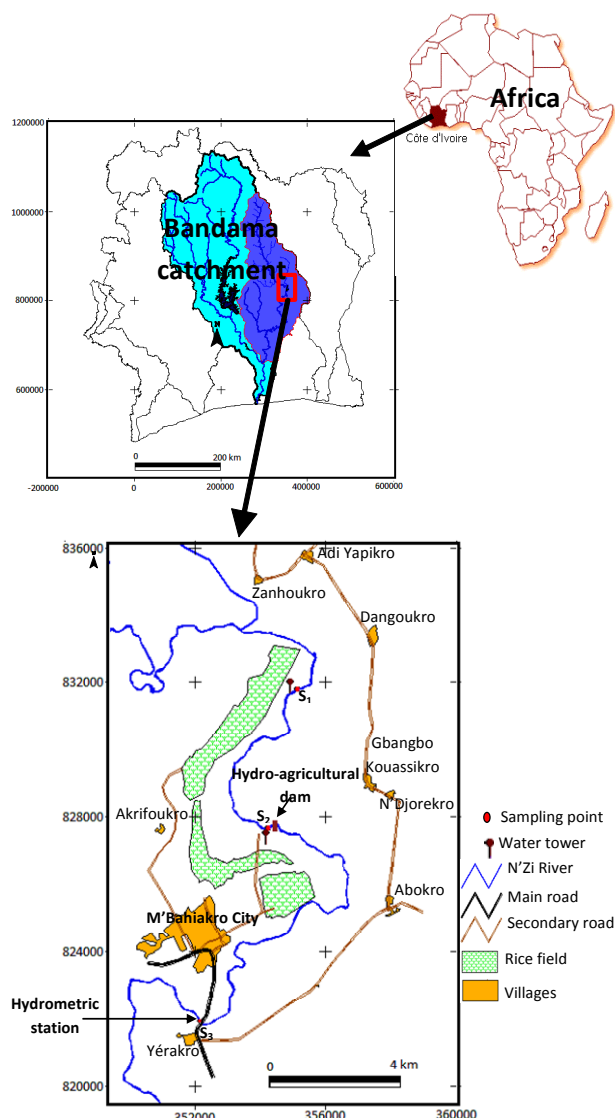 Africa
Côte d'Ivoire
1200000
1000000
800000
600000
400000
-200000
0
200000
400000
600000
Bandama
catchment
N
0
200 km
836000
832000
828000
824000
820000
352000
356000
360000
Adi Yapikro
Zanhoukro
Dangoukro
S1
Gbangbo
Kouassikro
N'Djorekro
Hydro-agricultural
dam
S2
Akrifoukro
Abokro
M'Bahiakro City
Hydrometric
station
S3
Yérakro
0
4 km
Sampling point
Water tower
N'Zi River
Main road
Secondary road
Rice field
Villages